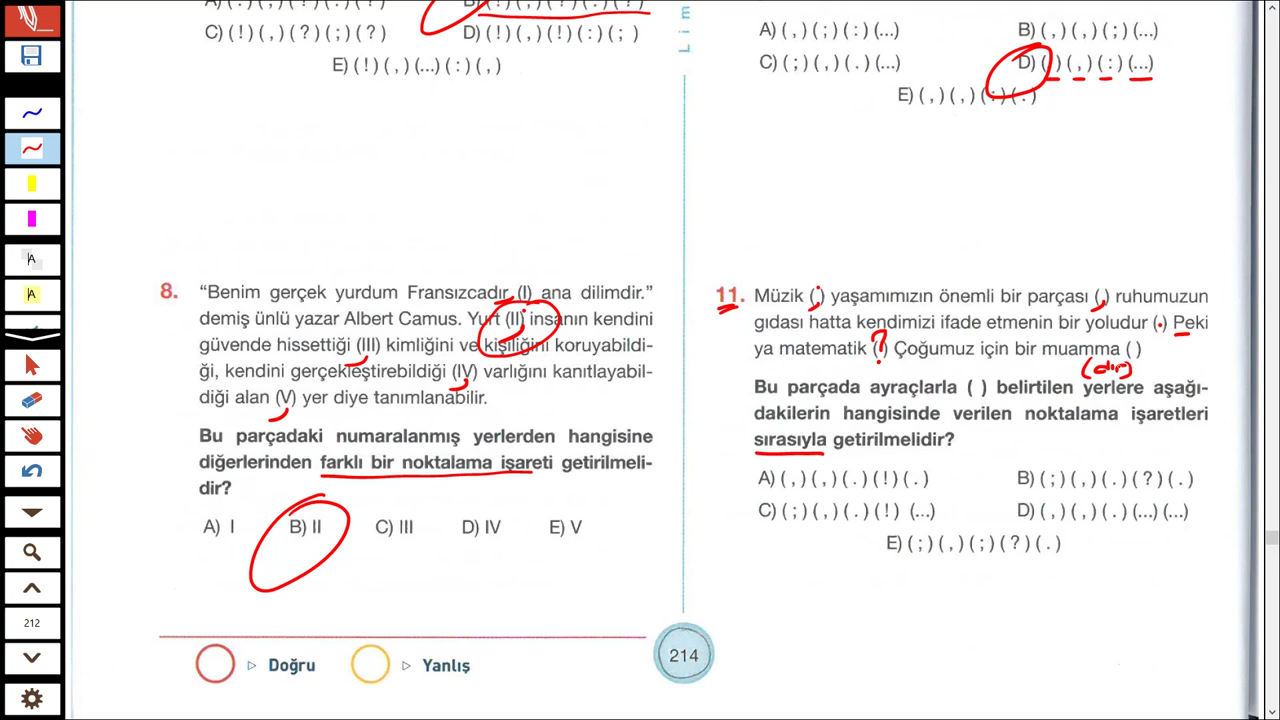 A) ( . ) ( , ) ( ? ) ( : ) ( ? )
B) ( ! ) ( , ) ( ? ) ( . ) ( ? )
C) ( ! ) ( , ) ( ? ) ( ; ) ( ? )
D) ( ! ) ( , ) ( ! ) ( : ) ( ; )
E) ( ! ) ( , ) (...) ( : ) ( , )
8. “Benim gerçek yurdum Fransızcadır (I) ana dilimdir.”
demiş ünlü yazar Albert Camus. Yurt (II) insanın kendini
güvende hissettiği (III) kimliğini ve kişiliğini koruyabildi-
ği, kendini gerçekleştirebildiği (IV) varlığını kanıtlayabil-
diği alan (V) yer diye tanımlanabilir.
Bu parçadaki numaralanmış yerlerden hangisine
diğerlerinden farklı bir noktalama işareti getirilmeli-
dir?
A) I B) II C) III D) IV E) V
Doğru
Yanlış
Lim
214
A) ( , ) ( ; ) ( : ) (...)
B) ( , ) ( , ) ( ; ) (...)
C) ( ; ) ( , ) ( . ) (...)
D) ( ) ( , ) ( : ) (...)
E) ( , ) ( , ) ( : ) ( . )
11. Müzik (;) yaşamımızın önemli bir parçası (,) ruhumuzun
gıdası hatta kendimizi ifade etmenin bir yoludur (.) Peki
ya matematik (?) Çoğumuz için bir muamma ( )
(dır)
Bu parçada ayraçlarla ( ) belirtilen yerlere aşağı-
dakilerin hangisinde verilen noktalama işaretleri
sırasıyla getirilmelidir?
A) ( , ) ( , ) ( . ) ( ! ) ( . )
B) ( ; ) ( , ) ( . ) ( ? ) ( . )
C) ( ; ) ( , ) ( . ) ( ! ) (...)
D) ( , ) ( , ) ( . ) (...) (...)
E) ( ; ) ( , ) ( ; ) ( ? ) ( . )
A
A
212